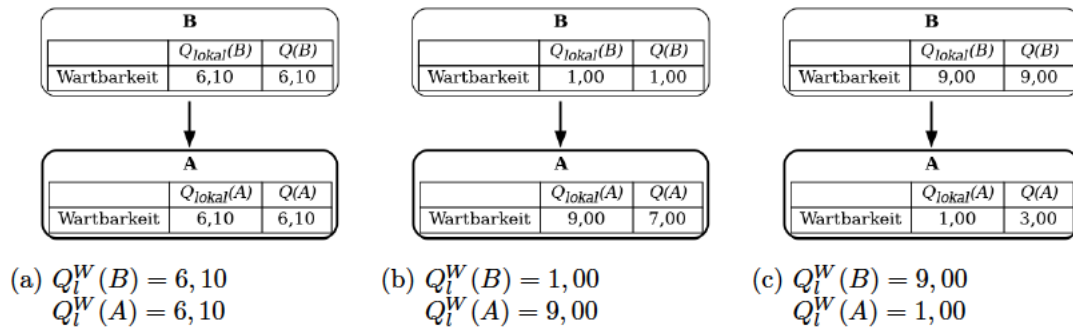 B
Q_lokal(B) Q(B)
Wartbarkeit 6,10 6,10
A
Q_lokal(A) Q(A)
Wartbarkeit 6,10 6,10
(a) Q_l^W(B) = 6, 10
Q_l^W(A) = 6, 10
B
Q_lokal(B) Q(B)
Wartbarkeit 1,00 1,00
A
Q_lokal(A) Q(A)
Wartbarkeit 9,00 7,00
(b) Q_l^W(B) = 1, 00
Q_l^W(A) = 9, 00
B
Q_lokal(B) Q(B)
Wartbarkeit 9,00 9,00
A
Q_lokal(A) Q(A)
Wartbarkeit 1,00 3,00
(c) Q_l^W(B) = 9, 00
Q_l^W(A) = 1, 00